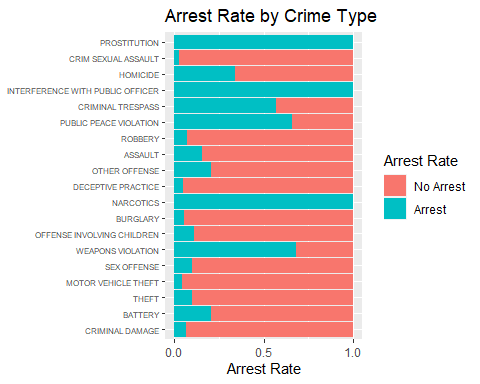 Arrest Rate by Crime Type
PROSTITUTION
CRIM SEXUAL ASSAULT
HOMICIDE
INTERFERENCE WITH PUBLIC OFFICER
CRIMINAL TRESPASS
PUBLIC PEACE VIOLATION
ROBBERY
ASSAULT
OTHER OFFENSE
DECEPTIVE PRACTICE
NARCOTICS
BURGLARY
OFFENSE INVOLVING CHILDREN
WEAPONS VIOLATION
SEX OFFENSE
MOTOR VEHICLE THEFT
THEFT
BATTERY
CRIMINAL DAMAGE
0.0 0.5 1.0
Arrest Rate
Arrest Rate
No Arrest
Arrest